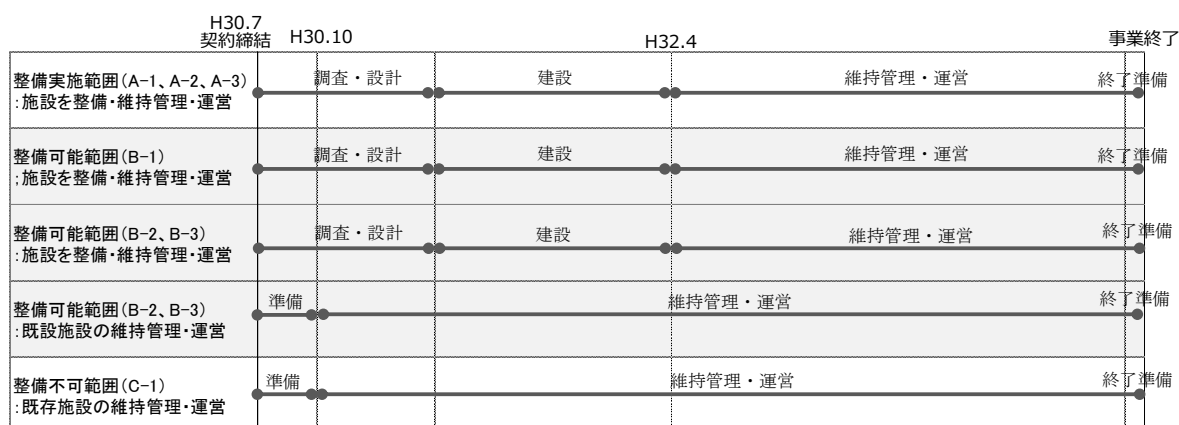 H30.7
契約締結
H30.10
H32.4
事業終了
整備実施範囲(A-1、A-2、A-3)
:施設を整備・維持管理・運営
調査・設計
建設
維持管理・運営
終了準備
整備可能範囲(B-1)
;施設を整備・維持管理・運営
調査・設計
建設
維持管理・運営
終了準備
整備可能範囲(B-2、B-3)
:施設を整備・維持管理・運営
調査・設計
建設
維持管理・運営
終了準備
整備可能範囲(B-2、B-3)
:既設施設の維持管理・運営
準備
維持管理・運営
終了準備
整備不可範囲(C-1)
:既存施設の維持管理・運営
準備
維持管理・運営
終了準備